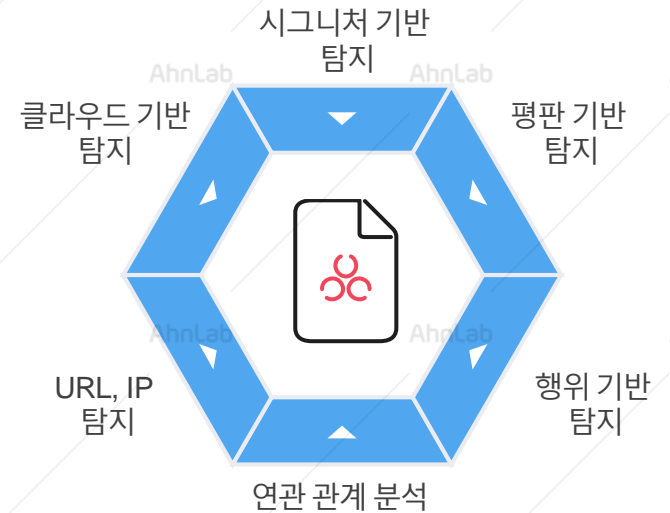 시그니처 기반
탐지
AhnLab
AhnLab
클라우드 기반
탐지
평판 기반
탐지
AhnLab
AhnLab
URL, IP
탐지
행위 기반
탐지
연관 관계 분석